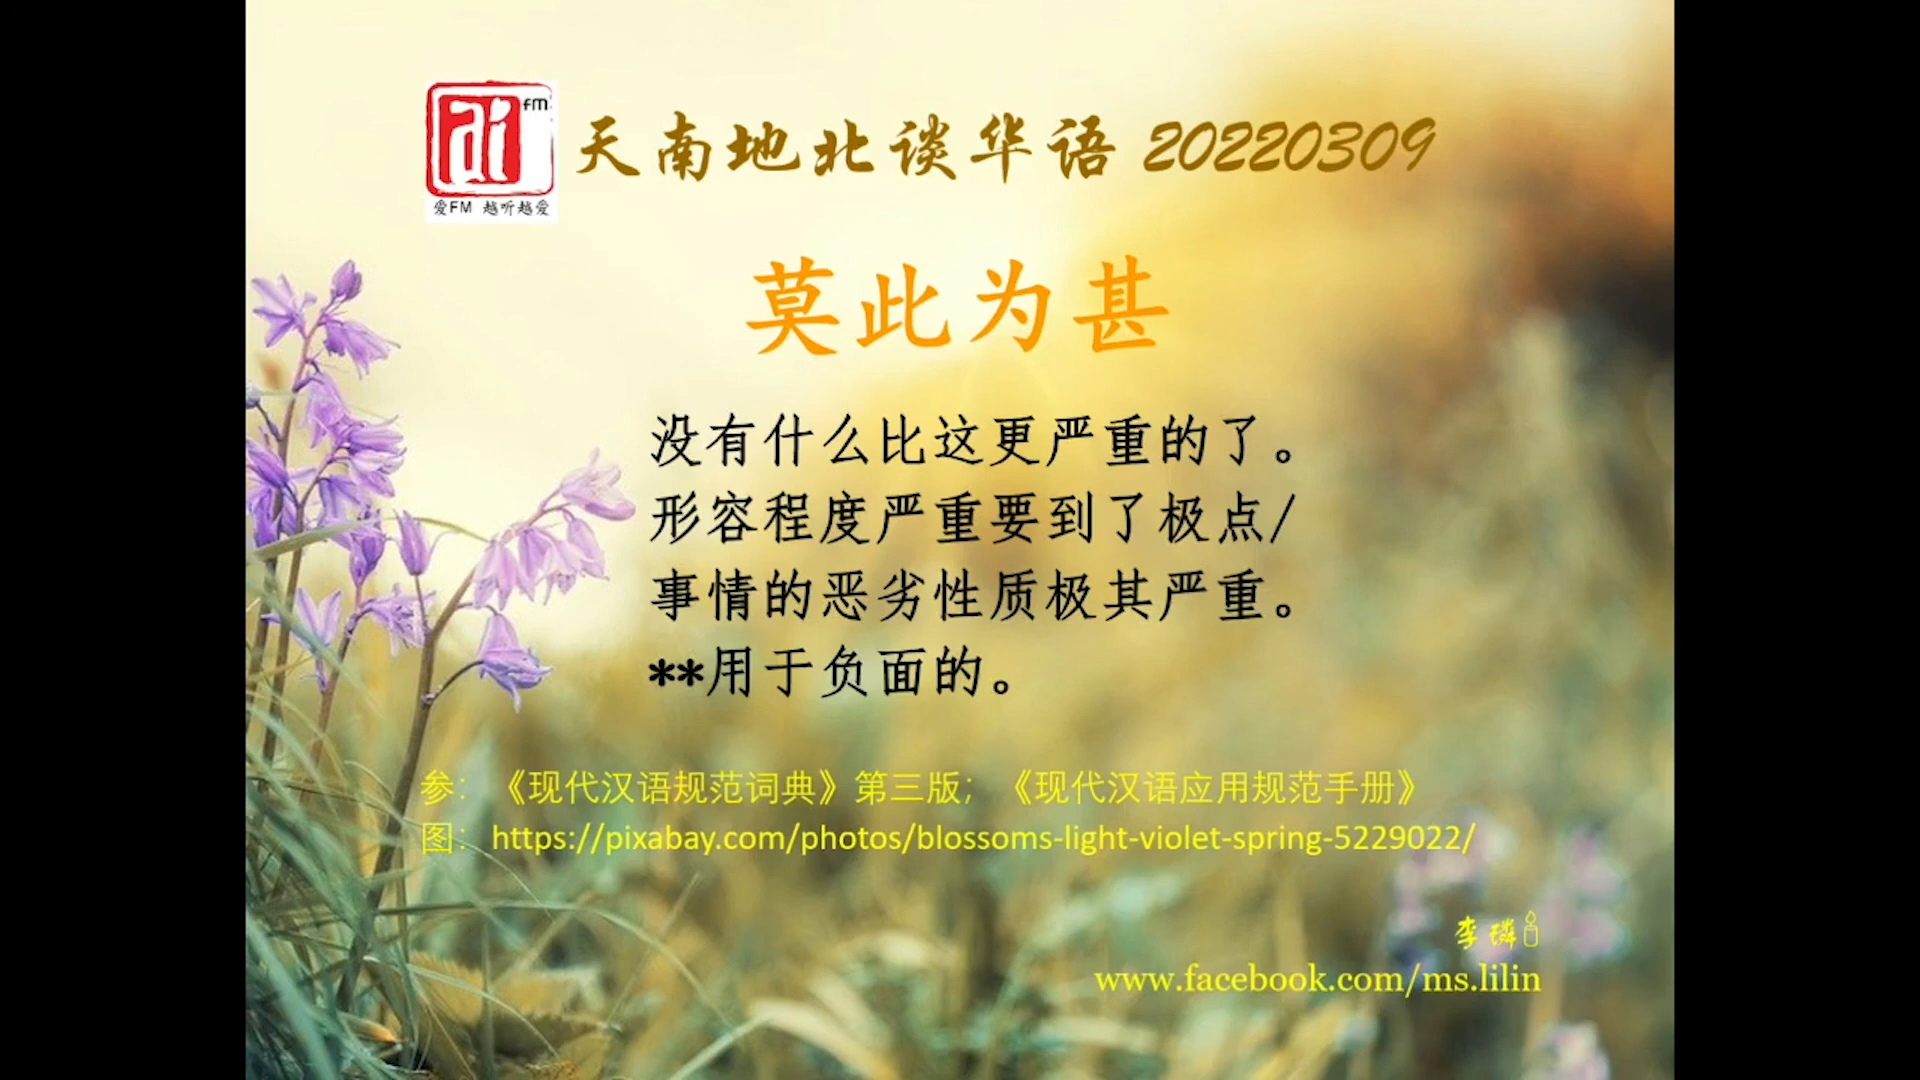 ai fm
爱FM 越听越爱
天南地北谈华语 20220309
莫此为甚
没有什么比这更严重的了。
形容程度严重要到了极点/
事情的恶劣性质极其严重。
**用于负面的。
参：《现代汉语规范词典》第三版；《现代汉语应用规范手册》
图：https://pixabay.com/photos/blossoms-light-violet-spring-5229022/
李璘
www.facebook.com/ms.lilin